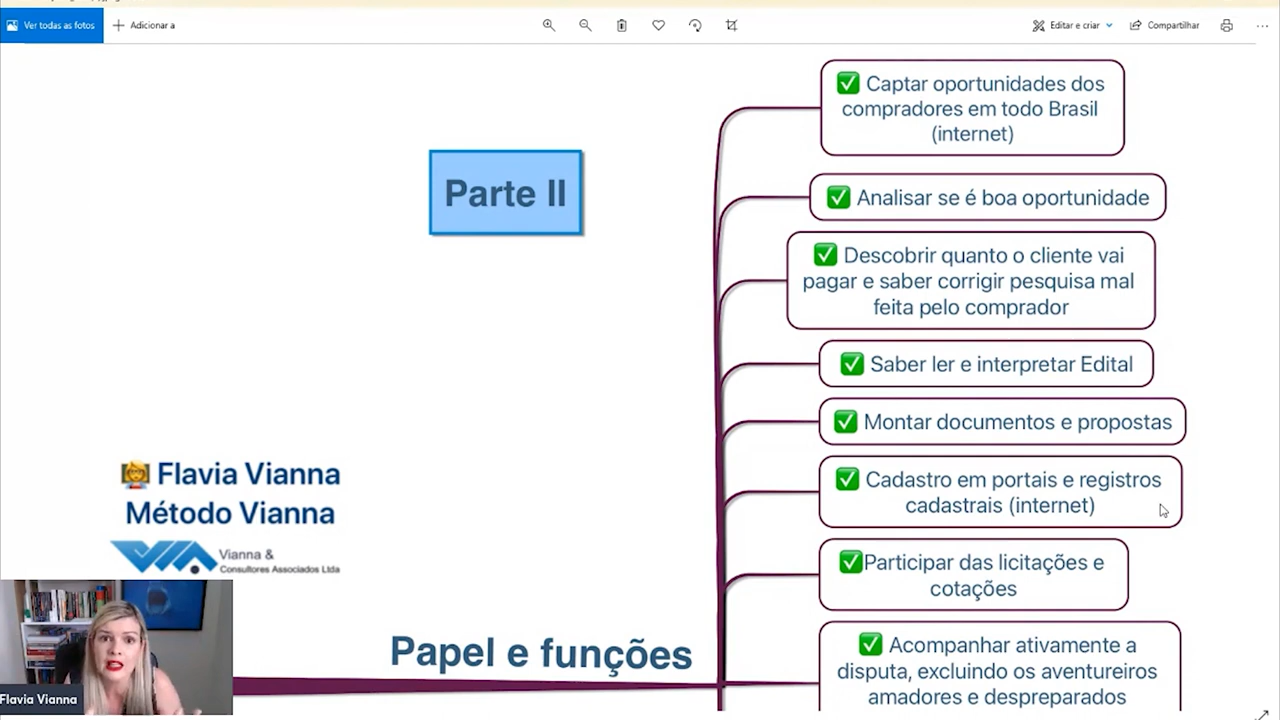 Ver todas as fotos
Adicionar a
Editar e criar
Compartilhar
Parte II
Captar oportunidades dos
compradores em todo Brasil
(internet)
Analisar se é boa oportunidade
Descobrir quanto o cliente vai
pagar e saber corrigir pesquisa mal
feita pelo comprador
Saber ler e interpretar Edital
Montar documentos e propostas
Cadastro em portais e registros
cadastrais (internet)
Participar das licitações e
cotações
Acompanhar ativamente a
disputa, excluindo os aventureiros
amadores e despreparados
Flavia Vianna
Método Vianna
VIA
Vianna &
Consultores Associados Ltda
Papel e funções
Flavia Vianna